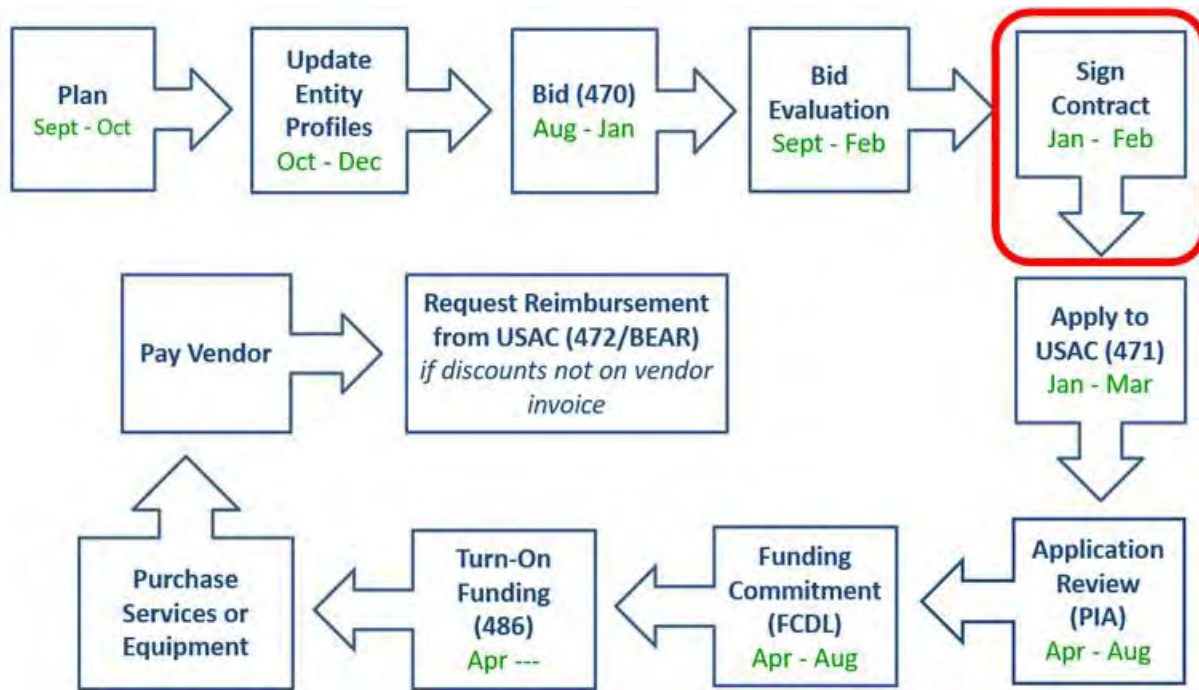 Plan
Sept - Oct
Update
Entity
Profiles
Oct - Dec
Bid (470)
Aug - Jan
Bid
Evaluation
Sept - Feb
Sign
Contract
Jan -  Feb
Apply to
USAC (471)
Jan - Mar
Application
Review
(PIA)
Apr - Aug
Funding
Commitment
(FCDL)
Apr - Aug
Turn-On
Funding
(486)
Apr ---
Purchase
Services or
Equipment
Pay Vendor
Request Reimbursement
from USAC (472/BEAR)
if discounts not on vendor
invoice